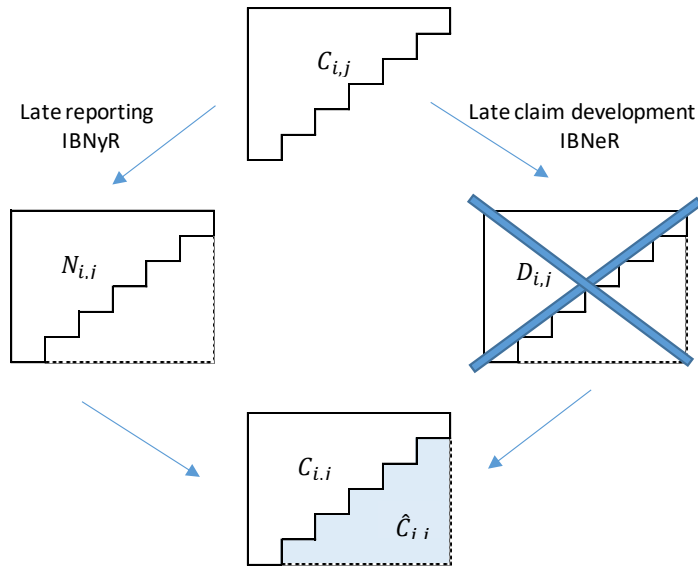 C_{i,j}
Late reporting
IBNyR
Late claim development
IBNeR
N_{i,j}
D_{i,j}
C_{i,j}
Ĉ_{i,j}